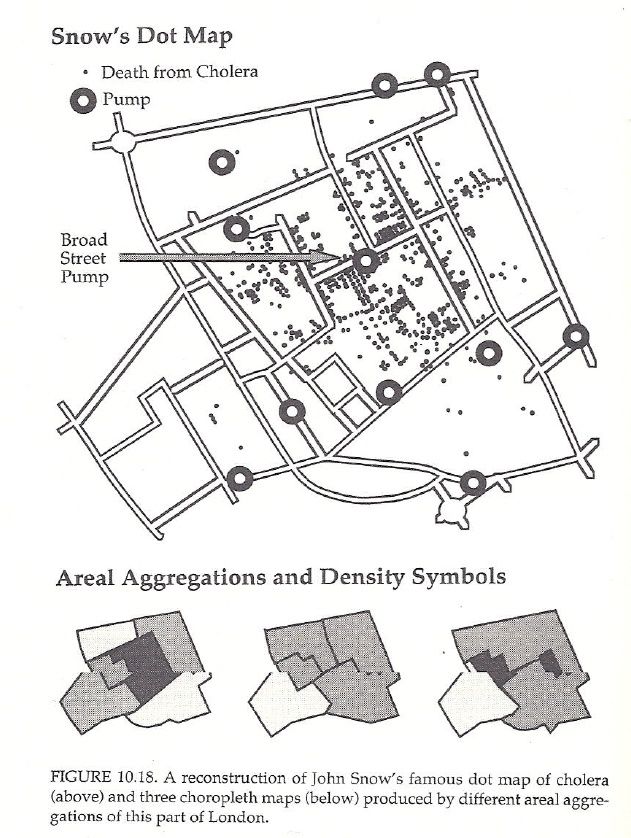 Snow's Dot Map
Death from Cholera
Pump
Broad
Street
Pump
Areal Aggregations and Density Symbols
FIGURE 10.18. A reconstruction of John Snow's famous dot map of cholera
(above) and three choropleth maps (below) produced by different areal aggre-
gations of this part of London.